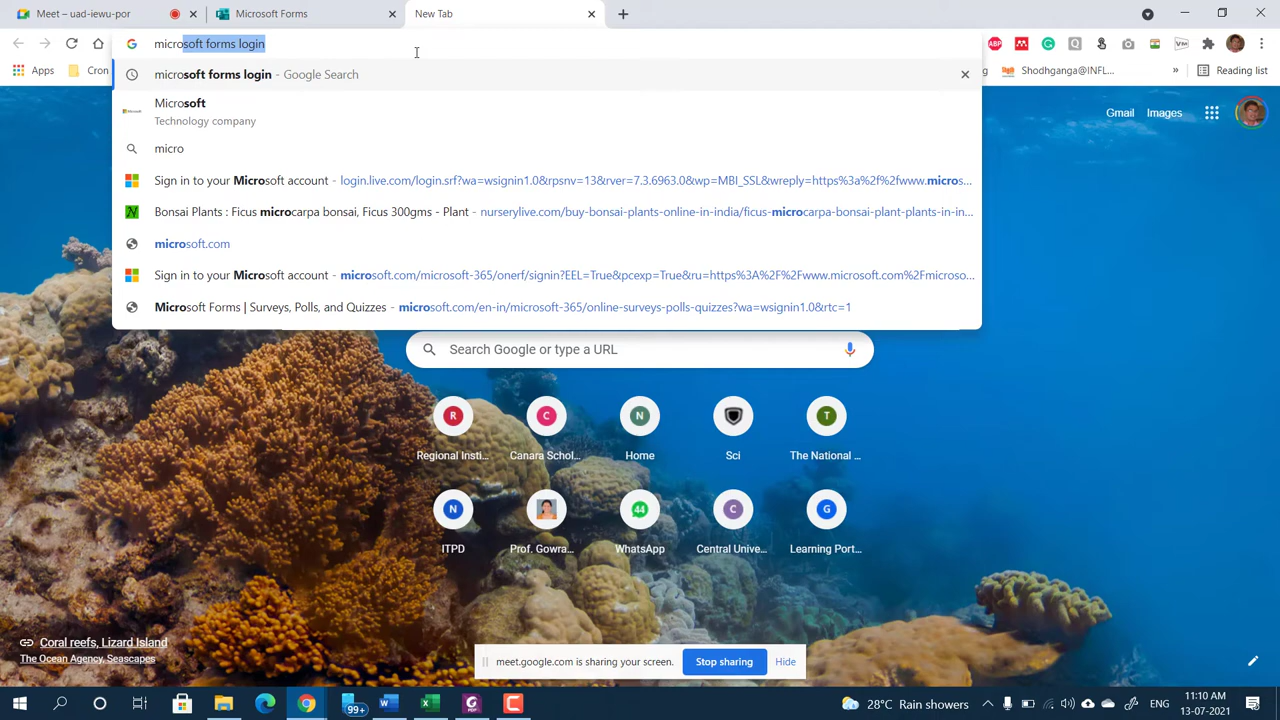 Meet – uad-iewu-po
Microsoft Forms
New Tab
microsoft forms login
Apps
Cron
Shodhganga@INFL...
»
Reading list
microsoft forms login - Google Search
Microsoft
Technology company
micro
Sign in to your Microsoft account - login.live.com/login.srf?wa=wsignin1.0&rpsnv=13&rver=7.3.6963.0&wp=MBI_SSL&wreply=https%3a%2f%2fwww.micros...
Bonsai Plants : Ficus microcarpa bonsai, Ficus 300gms - Plant - nurserylive.com/buy-bonsai-plants-online-in-india/ficus-microcarpa-bonsai-plant-plants-in-in...
microsoft.com
Sign in to your Microsoft account - microsoft.com/microsoft-365/onerf/signin?EEL=True&pcexp=True&ru=https%3A%2F%2Fwww.microsoft.com%2Fmicroso...
Microsoft Forms | Surveys, Polls, and Quizzes - microsoft.com/en-in/microsoft-365/online-surveys-polls-quizzes?wa=wsignin1.0&rtc=1
Gmail Images
Search Google or type a URL
R C N T
Regional Insti... Canara Schol... Home Sci The National ...
N 44 C G
ITPD Prof. Gowra... WhatsApp Central Unive... Learning Port...
Coral reefs, Lizard Island
The Ocean Agency, Seascapes
meet.google.com is sharing your screen. Stop sharing Hide
99+
28°C Rain showers
ENG
11:10 AM
13-07-2021